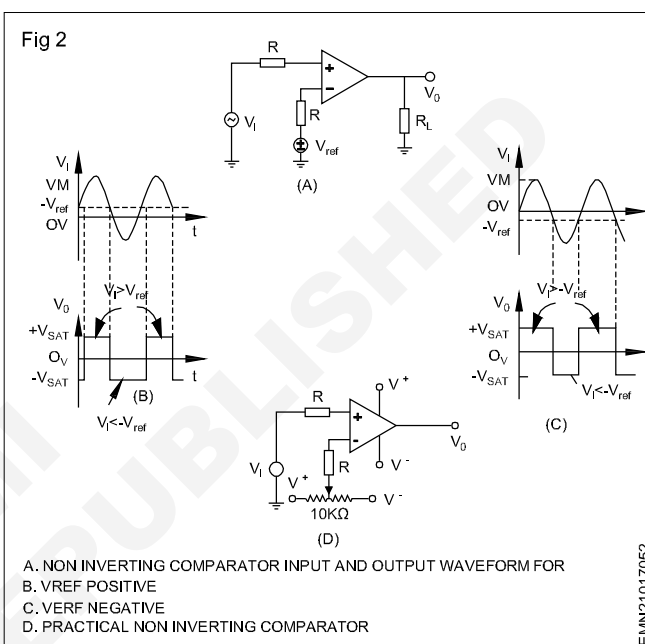 Fig 2
R
+
−
V0
R
RL
VI
Vref
(A)
VI
VM
-Vref
OV
t
VI>Vref
V0
+VSAT
OV
-VSAT
t
(B)
VI<-Vref
VI
VM
OV
-Vref
VI>-Vref
V0
+VSAT
OV
-VSAT
VI<-Vref
(C)
V+
R
+
−
V0
R
V-
VI
V+
V-
10KΩ
(D)
A. NON INVERTING COMPARATOR INPUT AND OUTPUT WAVEFORM FOR
B. VREF POSITIVE
C. VERF NEGATIVE
D. PRACTICAL NON INVERTING COMPARATOR
EMN21017052